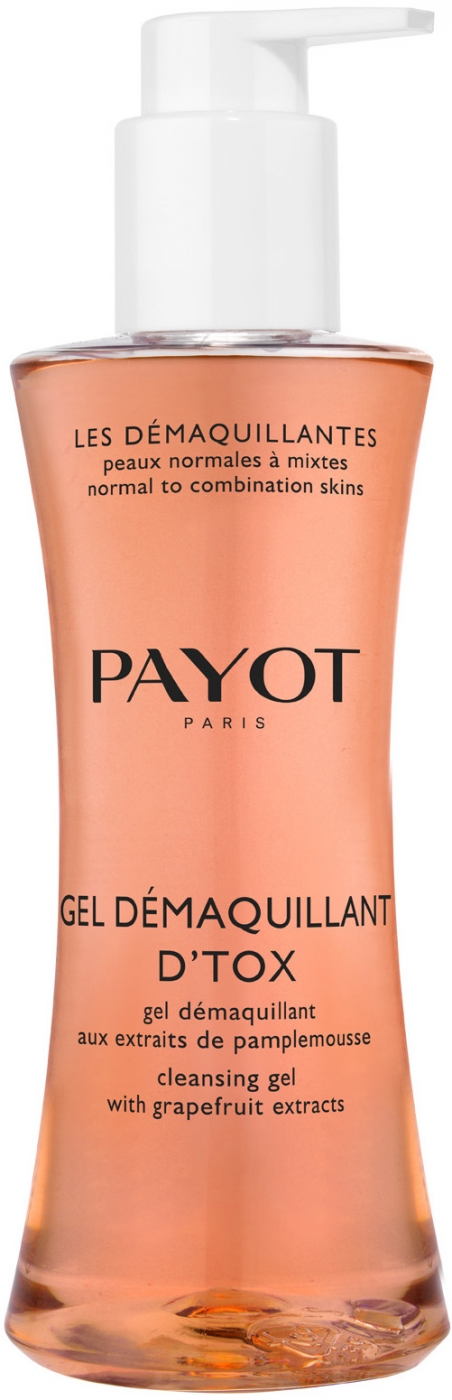 LES DÉMAQUILLANTES
peaux normales à mixtes
normal to combination skins
PAYOT
PARIS
GEL DÉMAQUILLANT
D'TOX
gel démaquillant
aux extraits de pamplemousse
cleansing gel
with grapefruit extracts